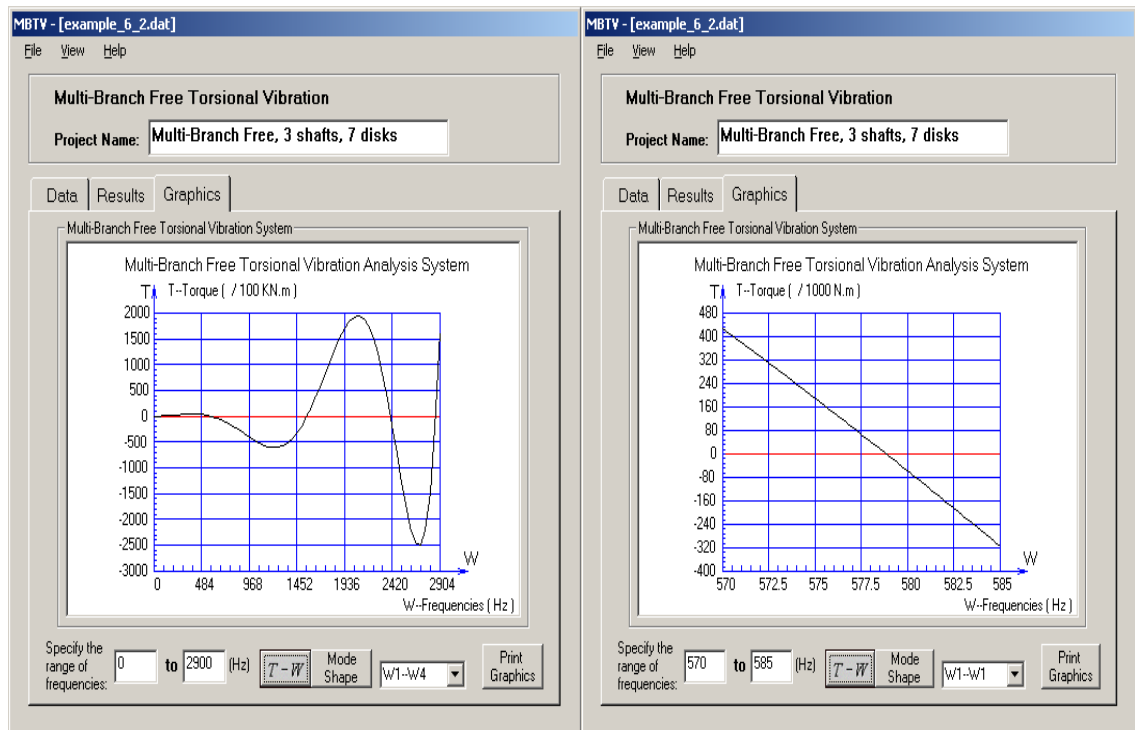 MBTV - [example_6_2.dat]
File View Help
Multi-Branch Free Torsional Vibration
Project Name: Multi-Branch Free, 3 shafts, 7 disks
Data Results Graphics
Multi-Branch Free Torsional Vibration System
Multi-Branch Free Torsional Vibration Analysis System
T T--Torque ( / 100 KN.m )
2000
1500
1000
500
0
-500
-1000
-1500
-2000
-2500
-3000
W
0 484 968 1452 1936 2420 2904
W--Frequencies ( Hz )
Specify the
range of
frequencies:
0 to 2900 (Hz) T - W Mode Shape W1--W4 Print Graphics
MBTV - [example_6_2.dat]
File View Help
Multi-Branch Free Torsional Vibration
Project Name: Multi-Branch Free, 3 shafts, 7 disks
Data Results Graphics
Multi-Branch Free Torsional Vibration System
Multi-Branch Free Torsional Vibration Analysis System
T T--Torque ( / 1000 N.m )
480
400
320
240
160
80
0
-80
-160
-240
-320
-400
W
570 572.5 575 577.5 580 582.5 585
W--Frequencies ( Hz )
Specify the
range of
frequencies:
570 to 585 (Hz) T - W Mode Shape W1--W1 Print Graphics